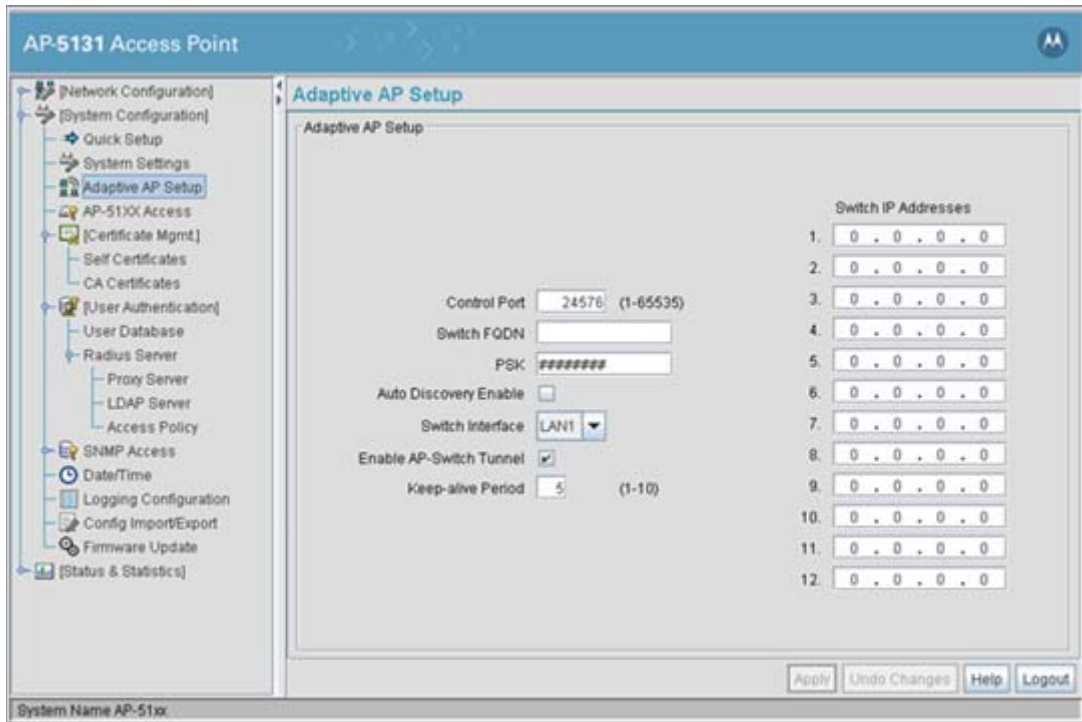 AP-5131 Access Point
[Network Configuration]
[System Configuration]
Quick Setup
System Settings
Adaptive AP Setup
AP-51XX Access
[Certificate Mgmt.]
Self Certificates
CA Certificates
[User Authentication]
User Database
Radius Server
Proxy Server
LDAP Server
Access Policy
SNMP Access
Date/Time
Logging Configuration
Config Import/Export
Firmware Update
[Status & Statistics]
Adaptive AP Setup
Adaptive AP Setup
Control Port 24576 (1-65535)
Switch FQDN
PSK ########
Auto Discovery Enable
Switch Interface LAN1
Enable AP-Switch Tunnel
Keep-alive Period 5 (1-10)
Switch IP Addresses
1. 0 . 0 . 0 . 0
2. 0 . 0 . 0 . 0
3. 0 . 0 . 0 . 0
4. 0 . 0 . 0 . 0
5. 0 . 0 . 0 . 0
6. 0 . 0 . 0 . 0
7. 0 . 0 . 0 . 0
8. 0 . 0 . 0 . 0
9. 0 . 0 . 0 . 0
10. 0 . 0 . 0 . 0
11. 0 . 0 . 0 . 0
12. 0 . 0 . 0 . 0
Apply Undo Changes Help Logout
System Name AP-51xx